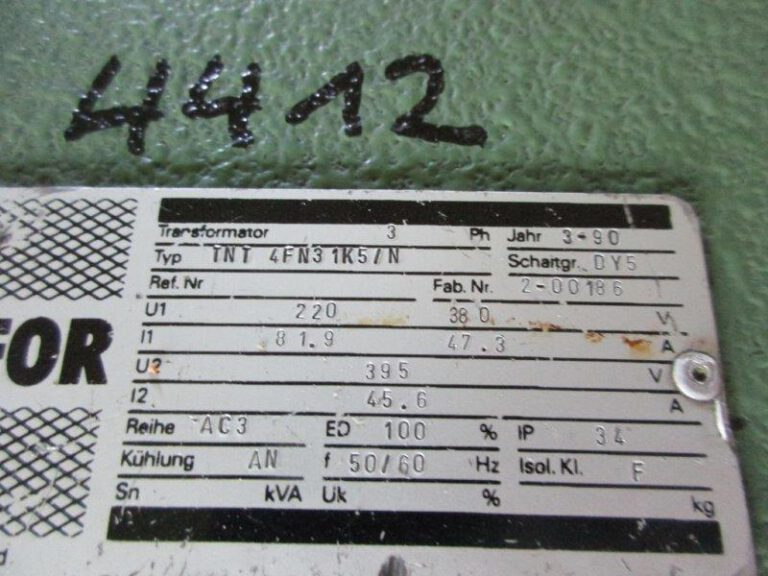 4412
Transformator 3 Ph Jahr 3-90
Typ TNT 4FN31K5/N Schaltgr. DY5
Ref. Nr Fab. Nr. 2-00186
U1 220 380 V
I1 81.9 47.3 A
FOR
U2 395 V
I2 45.6 A
Reihe AC3 ED 100 % IP 34
Kühlung AN f 50/60 Hz Isol. Kl. F
Sn kVA Uk % kg